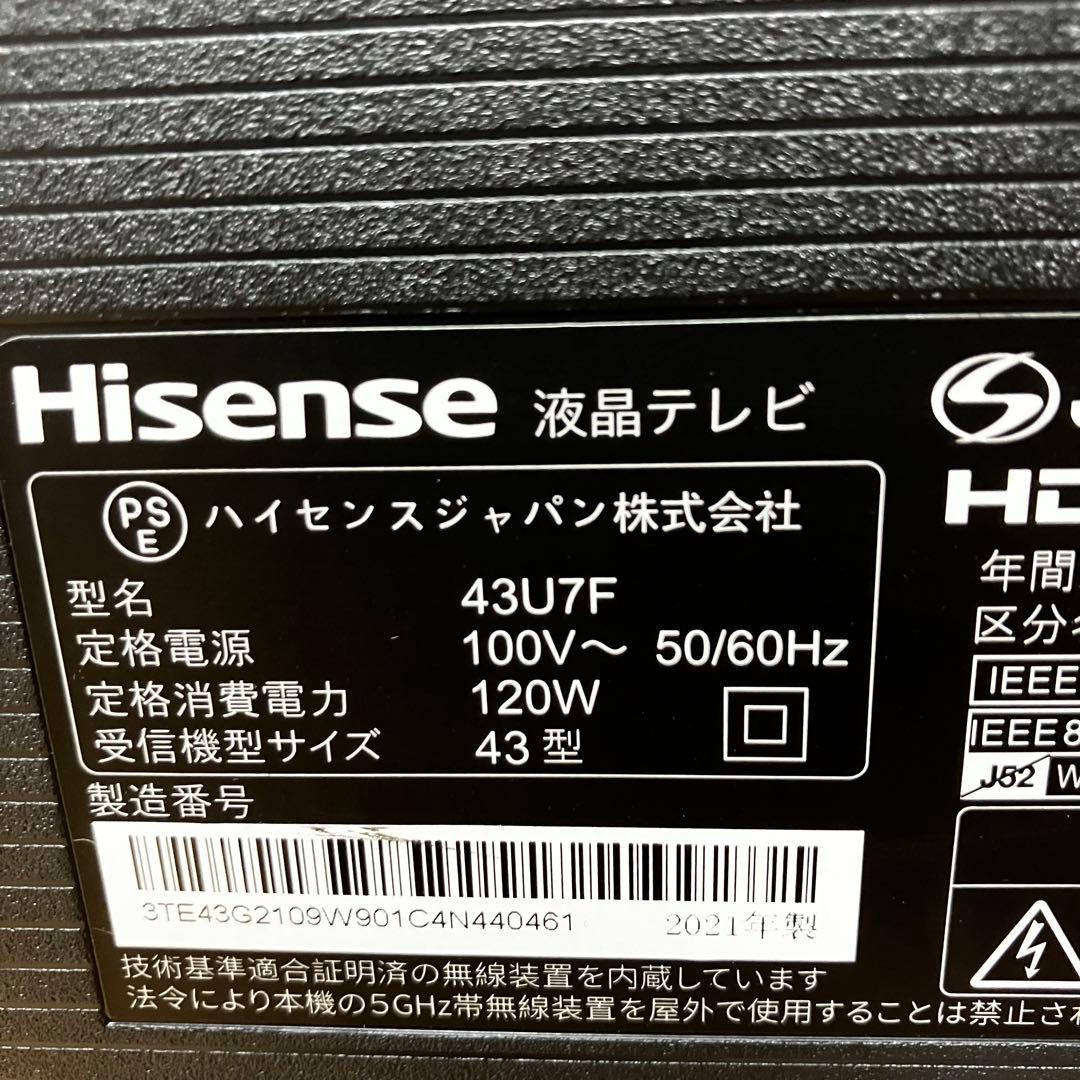 Hisense 液晶テレビ
PSE ハイセンスジャパン株式会社
型名 43U7F
定格電源 100V〜 50/60Hz
定格消費電力 120W
受信機型サイズ 43型
製造番号
3TE43G2109W901C4N440461 2021年製
技術基準適合証明済の無線装置を内蔵しています
法令により本機の5GHz帯無線装置を屋外で使用することは禁止され
HD
年間
区分名
IEEE
IEEE8
J52 W